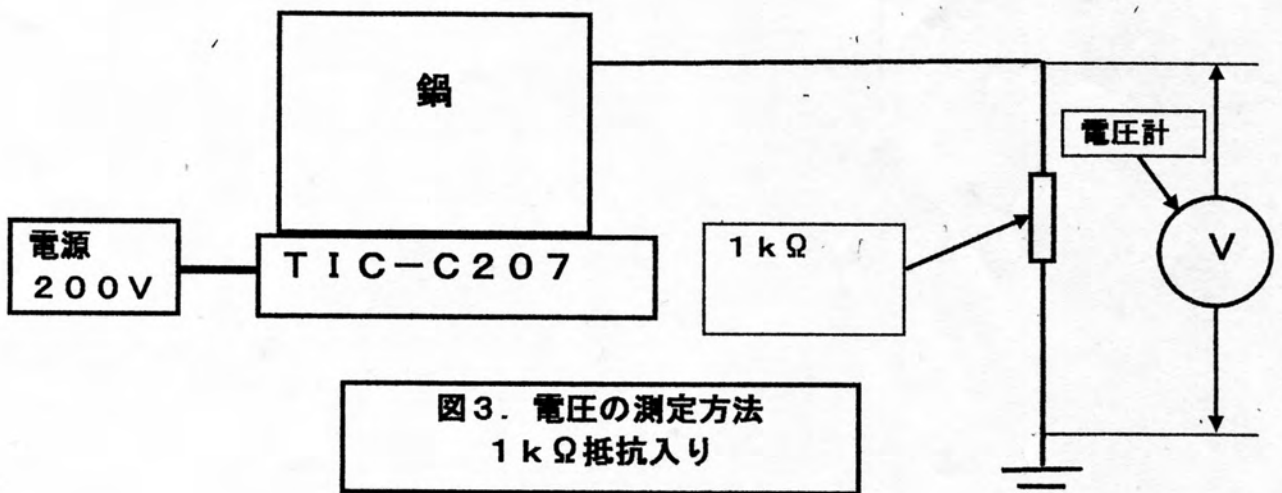 鍋
電圧計
電源
200V
TIC-C207
1kΩ
V
図3. 電圧の測定方法
1kΩ抵抗入り